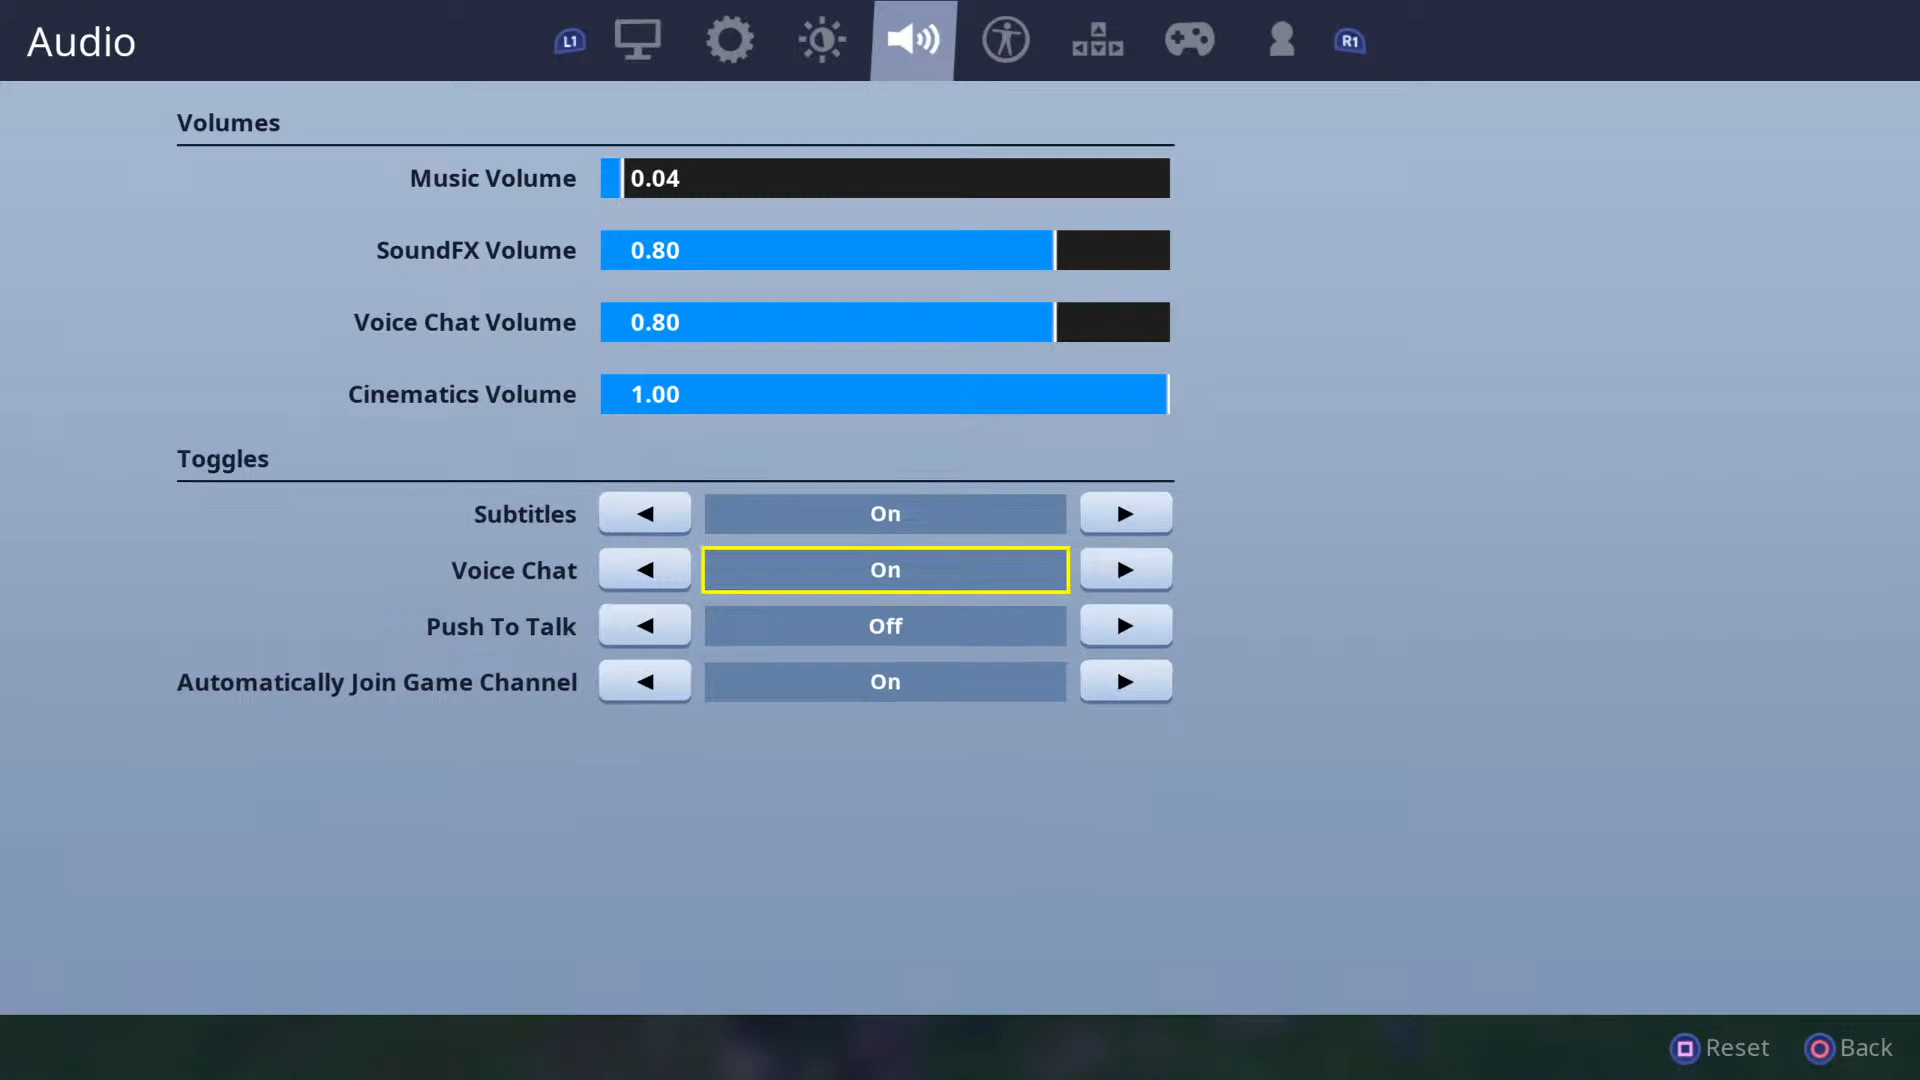 Audio
L1
R1
Volumes
Music Volume 0.04
SoundFX Volume 0.80
Voice Chat Volume 0.80
Cinematics Volume 1.00
Toggles
Subtitles On
Voice Chat On
Push To Talk Off
Automatically Join Game Channel On
Reset Back